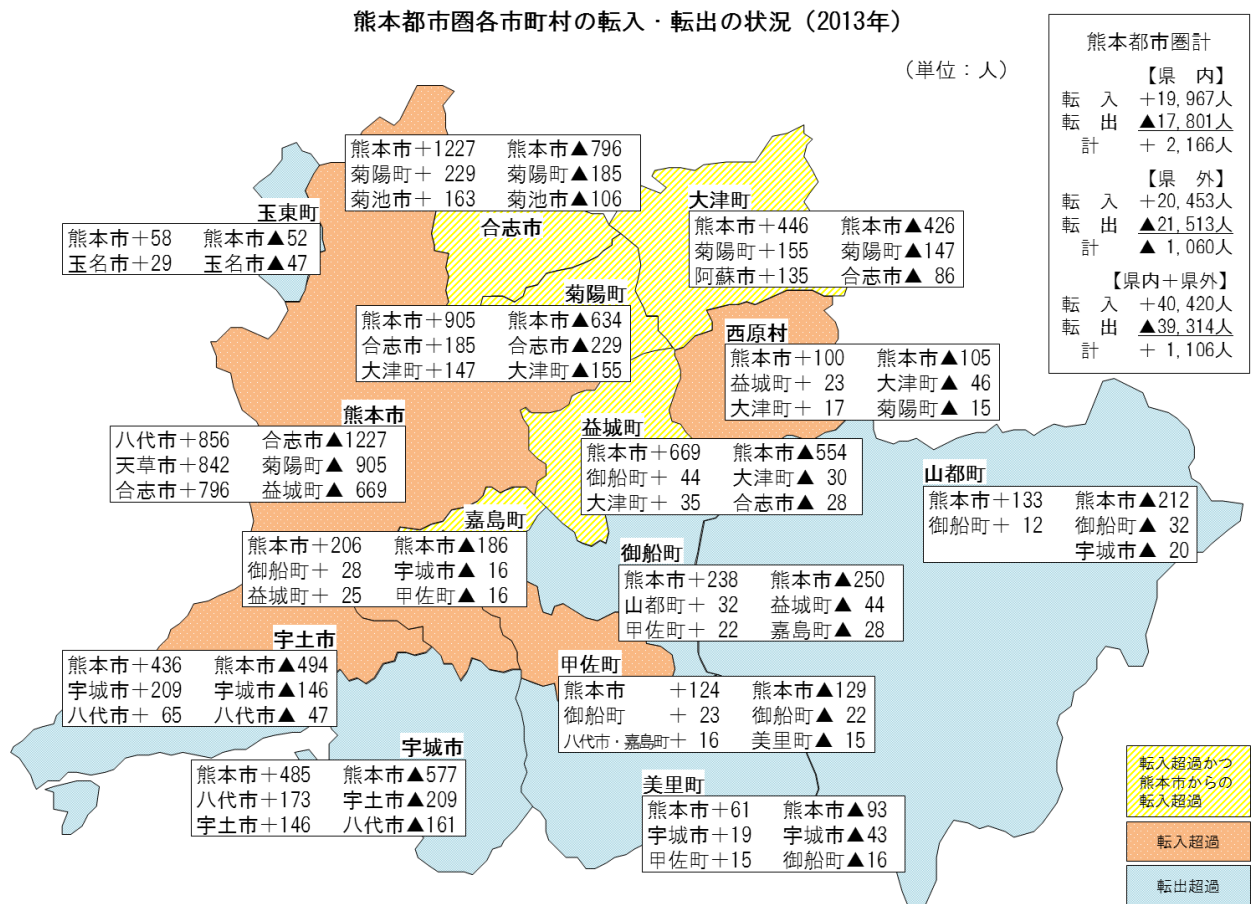 熊本都市圏各市町村の転入・転出の状況（2013年）
（単位：人）
熊本都市圏計
【県　内】
転　入　＋19,967人
転　出　▲17,801人
計　＋ 2,166人
【県　外】
転　入　＋20,453人
転　出　▲21,513人
計　▲ 1,060人
【県内＋県外】
転　入　＋40,420人
転　出　▲39,314人
計　＋ 1,106人
熊本市＋1227　熊本市▲796
菊陽町＋ 229　菊陽町▲185
菊池市＋ 163　菊池市▲106
合志市
玉東町
熊本市＋58　熊本市▲52
玉名市＋29　玉名市▲47
大津町
熊本市＋446　熊本市▲426
菊陽町＋155　菊陽町▲147
阿蘇市＋135　合志市▲ 86
菊陽町
熊本市＋905　熊本市▲634
合志市＋185　合志市▲229
大津町＋147　大津町▲155
西原村
熊本市＋100　熊本市▲105
益城町＋ 23　大津町▲ 46
大津町＋ 17　菊陽町▲ 15
熊本市
八代市＋856　合志市▲1227
天草市＋842　菊陽町▲ 905
合志市＋796　益城町▲ 669
益城町
熊本市＋669　熊本市▲554
御船町＋ 44　大津町▲ 30
大津町＋ 35　合志市▲ 28
山都町
熊本市＋133　熊本市▲212
御船町＋ 12　御船町▲ 32
宇城市▲ 20
嘉島町
熊本市＋206　熊本市▲186
御船町＋ 28　宇城市▲ 16
益城町＋ 25　甲佐町▲ 16
御船町
熊本市＋238　熊本市▲250
山都町＋ 32　益城町▲ 44
甲佐町＋ 22　嘉島町▲ 28
宇土市
熊本市＋436　熊本市▲494
宇城市＋209　宇城市▲146
八代市＋ 65　八代市▲ 47
甲佐町
熊本市　＋124　熊本市▲129
御船町　＋ 23　御船町▲ 22
八代市・嘉島町＋ 16　美里町▲ 15
宇城市
熊本市＋485　熊本市▲577
八代市＋173　宇土市▲209
宇土市＋146　八代市▲161
美里町
熊本市＋61　熊本市▲93
宇城市＋19　宇城市▲43
甲佐町＋15　御船町▲16
転入超過かつ
熊本市からの
転入超過
転入超過
転出超過